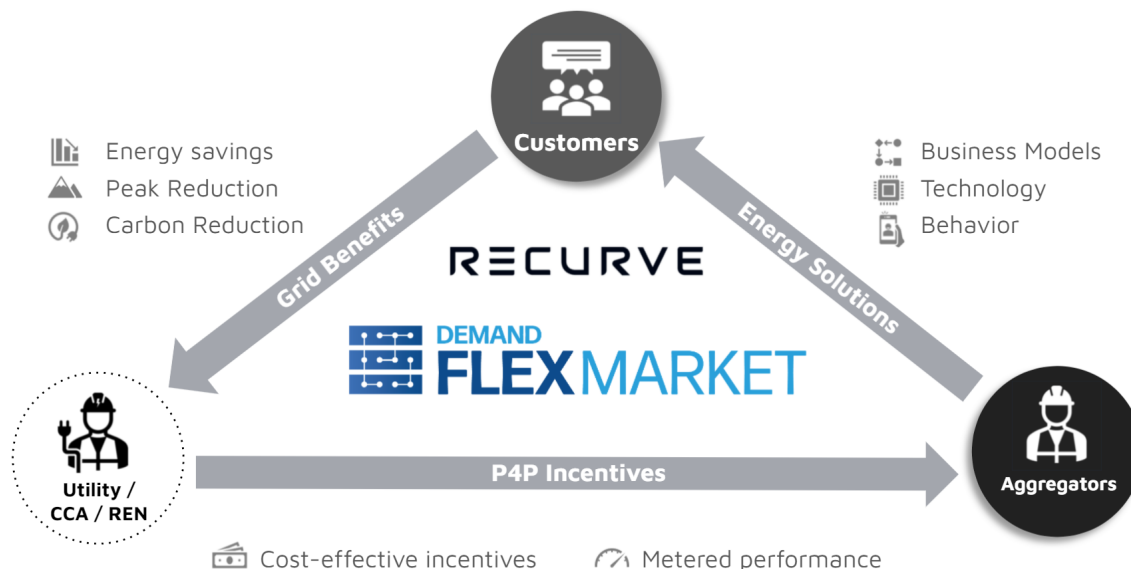 Customers
Energy savings
Peak Reduction
Carbon Reduction
Business Models
Technology
Behavior
Grid Benefits
Energy Solutions
RECURVE
DEMAND
FLEXMARKET
Utility /
CCA / REN
P4P Incentives
Aggregators
Cost-effective incentives
Metered performance